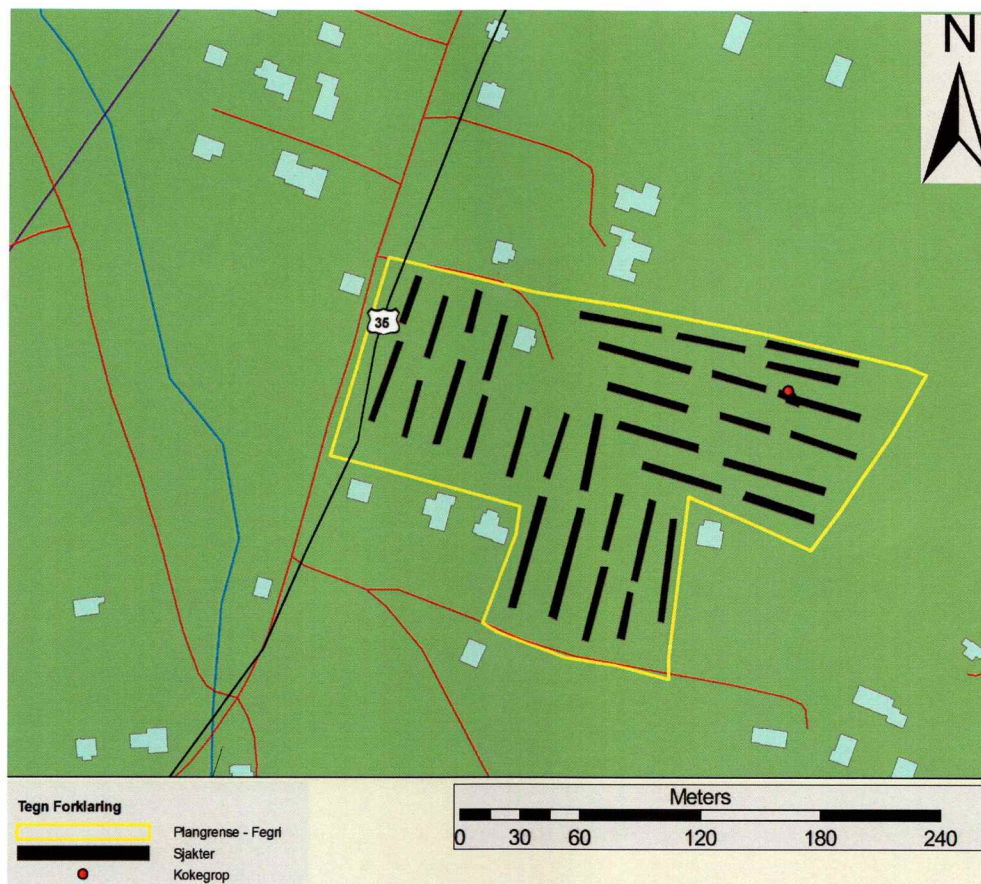 N
35
Tegn Forklaring
Plangrense - Fegri
Sjakter
Kokegrop
Meters
0 30 60 120 180 240